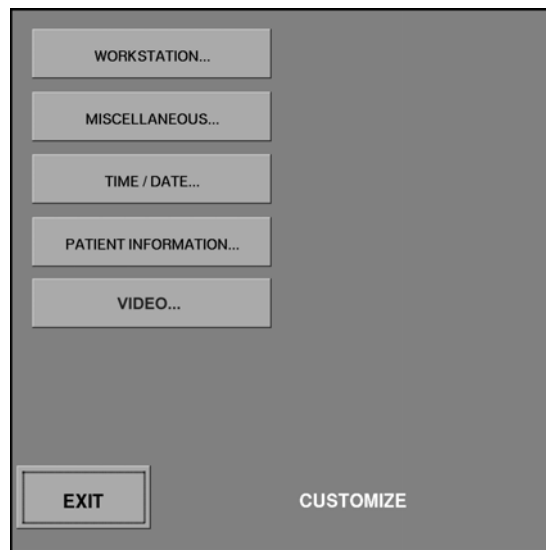 WORKSTATION...
MISCELLANEOUS...
TIME / DATE...
PATIENT INFORMATION...
VIDEO...
EXIT
CUSTOMIZE